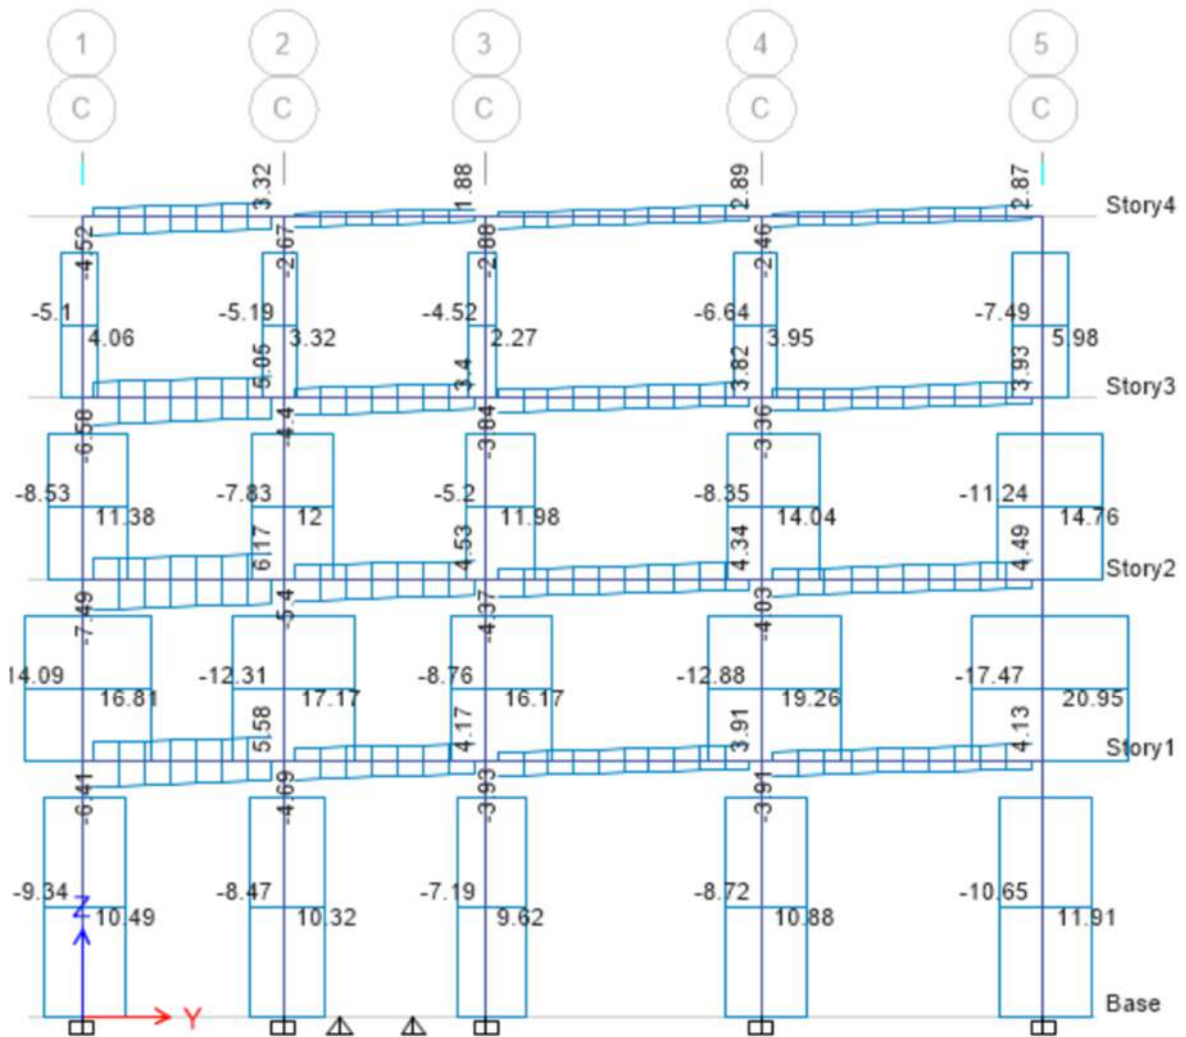 1 2 3 4 5
C C C C C
3.32 1.88 2.89 2.87
Story4
-4.52 -2.67 -2.88 -2.46
-5.1 -5.19 -4.52 -6.64 -7.49
4.06 3.32 2.27 3.95 5.98
5.05 3.4 3.82 3.93
Story3
-6.58 -4.4 -3.84 -3.36
-8.53 -7.83 -5.2 -8.35 -11.24
11.38 12 11.98 14.04 14.76
6.17 4.53 4.34 4.49
Story2
-7.49 -5.4 -4.37 -4.03
14.09 -12.31 -8.76 -12.88 -17.47
16.81 17.17 16.17 19.26 20.95
5.58 4.17 3.91 4.13
Story1
-6.41 -4.69 -3.93 -3.91
-9.34 -8.47 -7.19 -8.72 -10.65
Z
10.49 10.32 9.62 10.88 11.91
Base
Y